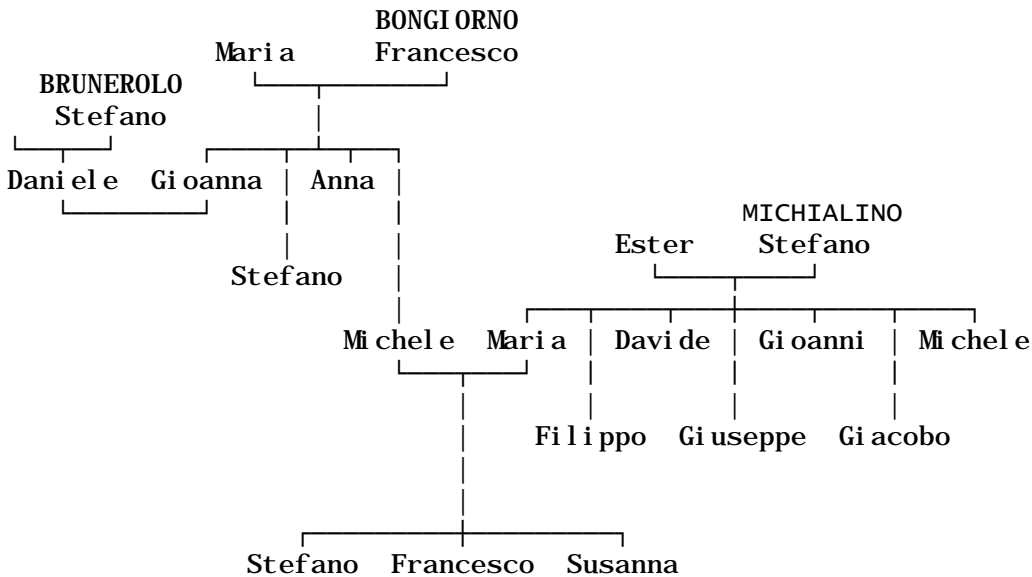 BONGIORNO
Maria Francesco
BRUNEROLO
Stefano
Daniele Gioanna Anna
MICHIALINO
Ester Stefano
Stefano
Michele Maria Davide Gioanni Michele
Filippo Giuseppe Giacobo
Stefano Francesco Susanna